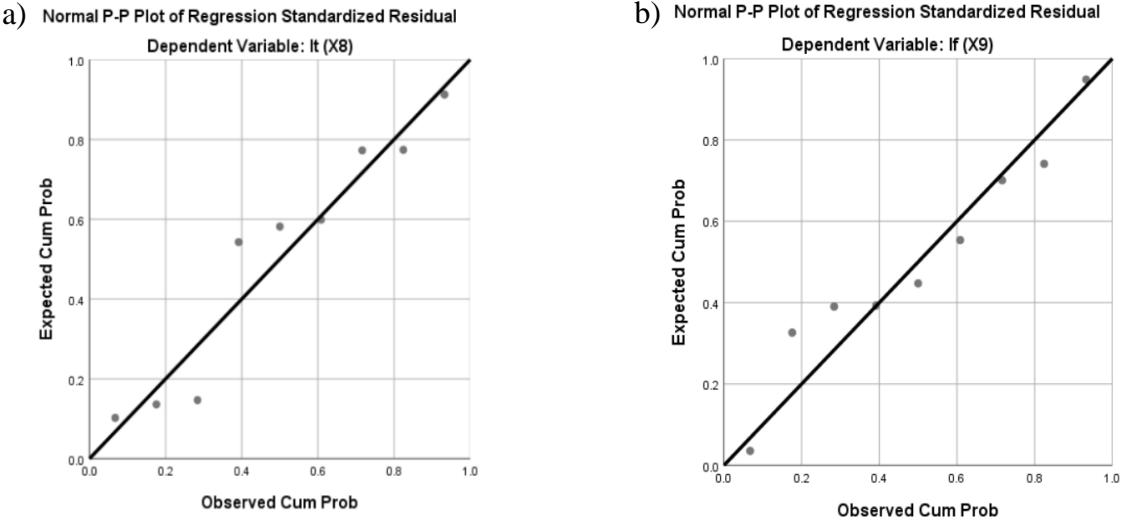 a)
Normal P-P Plot of Regression Standardized Residual
Dependent Variable: It (X8)
1.0
0.8
0.6
0.4
0.2
0.0
Expected Cum Prob
0.0 0.2 0.4 0.6 0.8 1.0
Observed Cum Prob
b)
Normal P-P Plot of Regression Standardized Residual
Dependent Variable: If (X9)
1.0
0.8
0.6
0.4
0.2
0.0
Expected Cum Prob
0.0 0.2 0.4 0.6 0.8 1.0
Observed Cum Prob